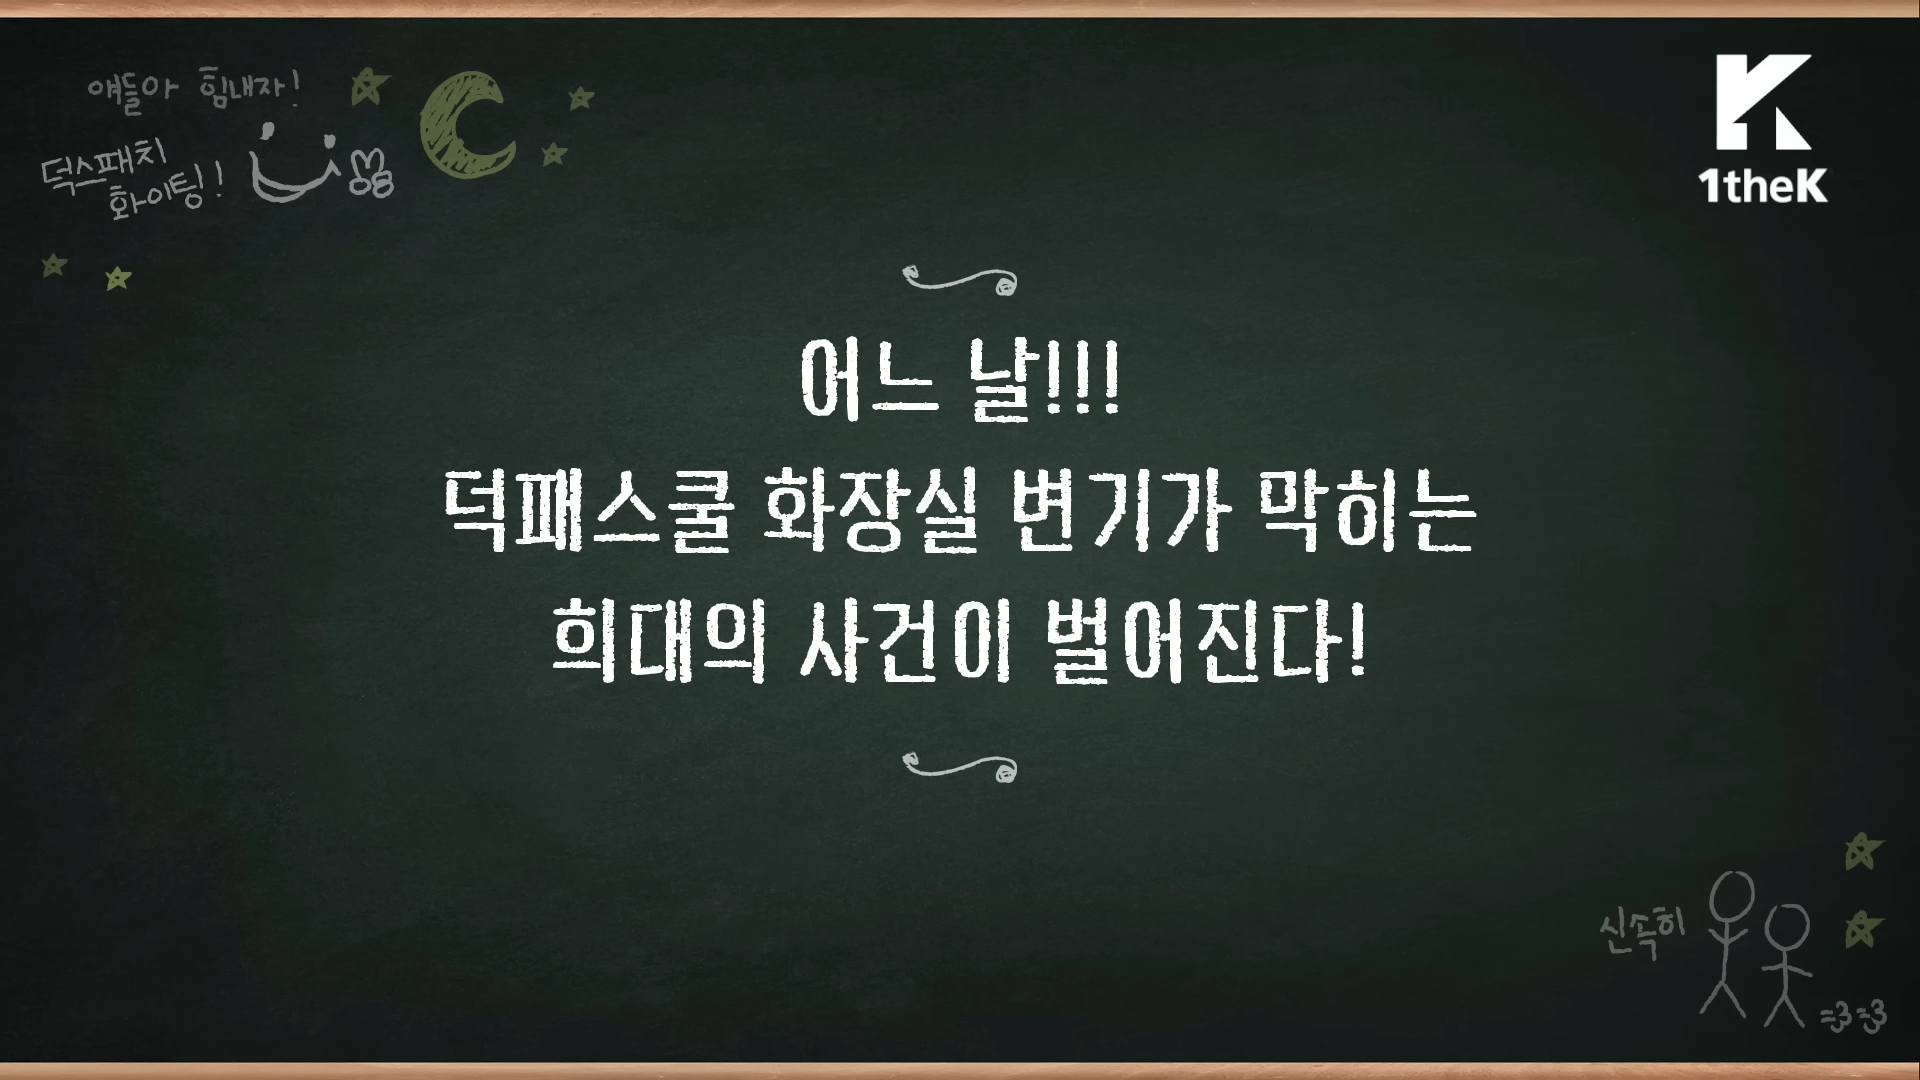 얘들아 힘내자!
덕스패치
화이팅!
1theK
어느 날!!!
덕패스쿨 화장실 변기가 막히는
희대의 사건이 벌어진다!
신속히
=3=3